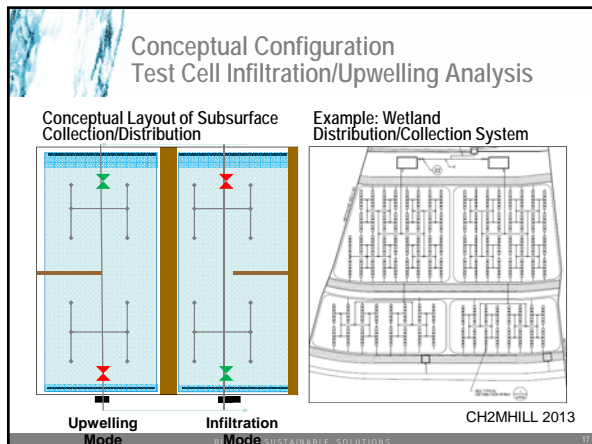 Conceptual Configuration
Test Cell Infiltration/Upwelling Analysis
Conceptual Layout of Subsurface
Collection/Distribution
Example: Wetland
Distribution/Collection System
Upwelling
Mode
Infiltration
Mode
CH2MHILL 2013
SUSTAINABLE SOLUTIONS
17